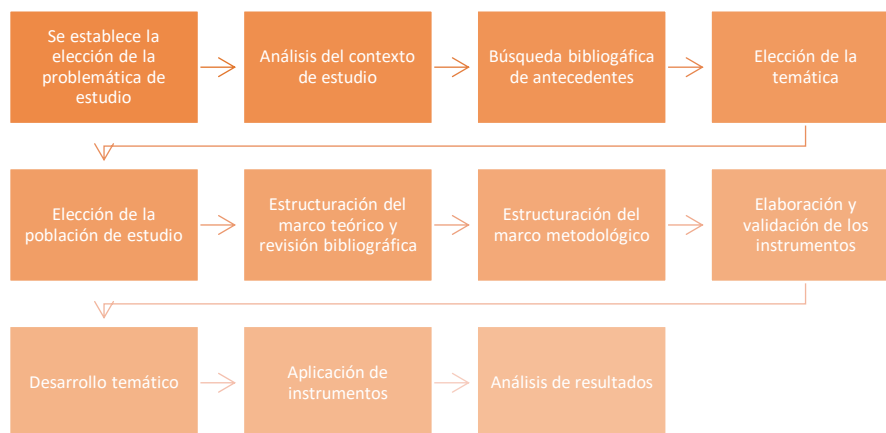 Se establece la
elección de la
problemática de
estudio
Análisis del contexto
de estudio
Búsqueda bibliogáfica
de antecedentes
Elección de la
temática
Elección de la
población de estudio
Estructuración del
marco teórico y
revisión bibliográfica
Estructuración del
marco metodológico
Elaboración y
validación de los
instrumentos
Desarrollo temático
Aplicación de
instrumentos
Análisis de resultados